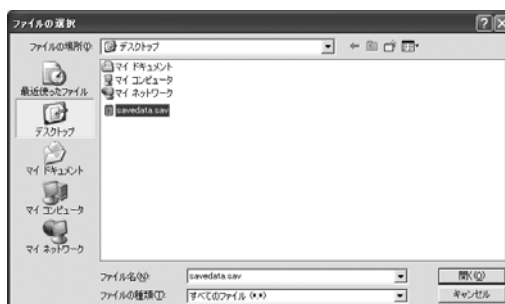 ファイルの選択
ファイルの場所(I):
デスクトップ
最近使ったファイル
デスクトップ
マイ ドキュメント
マイ コンピュータ
マイ ネットワーク
マイ ドキュメント
マイ コンピュータ
マイ ネットワーク
savedata.sav
ファイル名(N):
savedata.sav
開く(O)
ファイルの種類(T):
すべてのファイル (*.*)
キャンセル